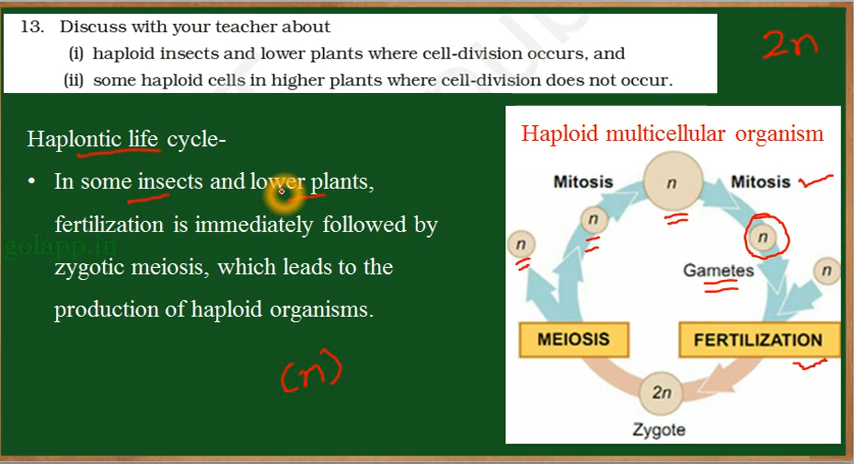 13. Discuss with your teacher about
(i) haploid insects and lower plants where cell-division occurs, and
(ii) some haploid cells in higher plants where cell-division does not occur.
2n
Haplontic life cycle-
• In some insects and lower plants,
fertilization is immediately followed by
zygotic meiosis, which leads to the
production of haploid organisms.
golapp.in
(n)
Haploid multicellular organism
Mitosis
n
Mitosis
n
n
n
Gametes
n
MEIOSIS
FERTILIZATION
2n
Zygote